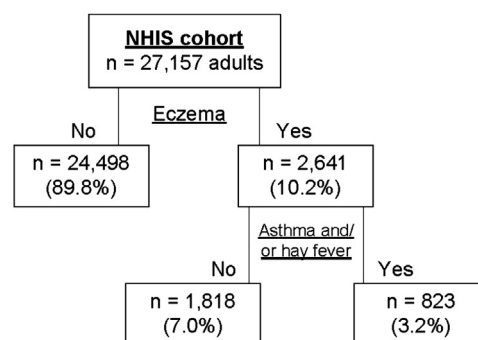 NHIS cohort
n = 27,157 adults
Eczema
No
Yes
n = 24,498
(89.8%)
n = 2,641
(10.2%)
Asthma and/
or hay fever
No
Yes
n = 1,818
(7.0%)
n = 823
(3.2%)